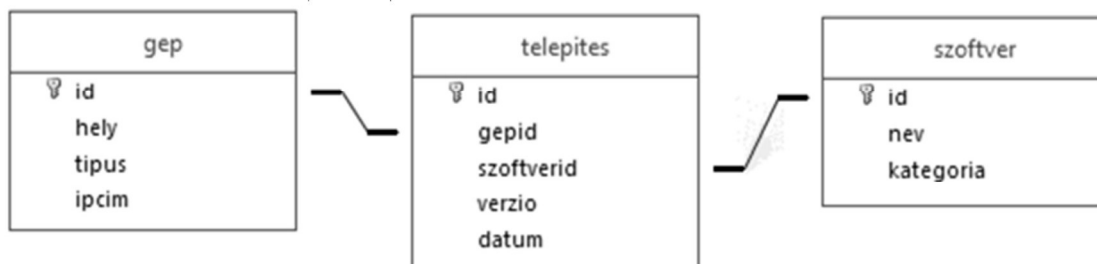 gep
id
hely
tipus
ipcim
telepites
id
gepid
szoftverid
verzio
datum
szoftver
id
nev
kategoria